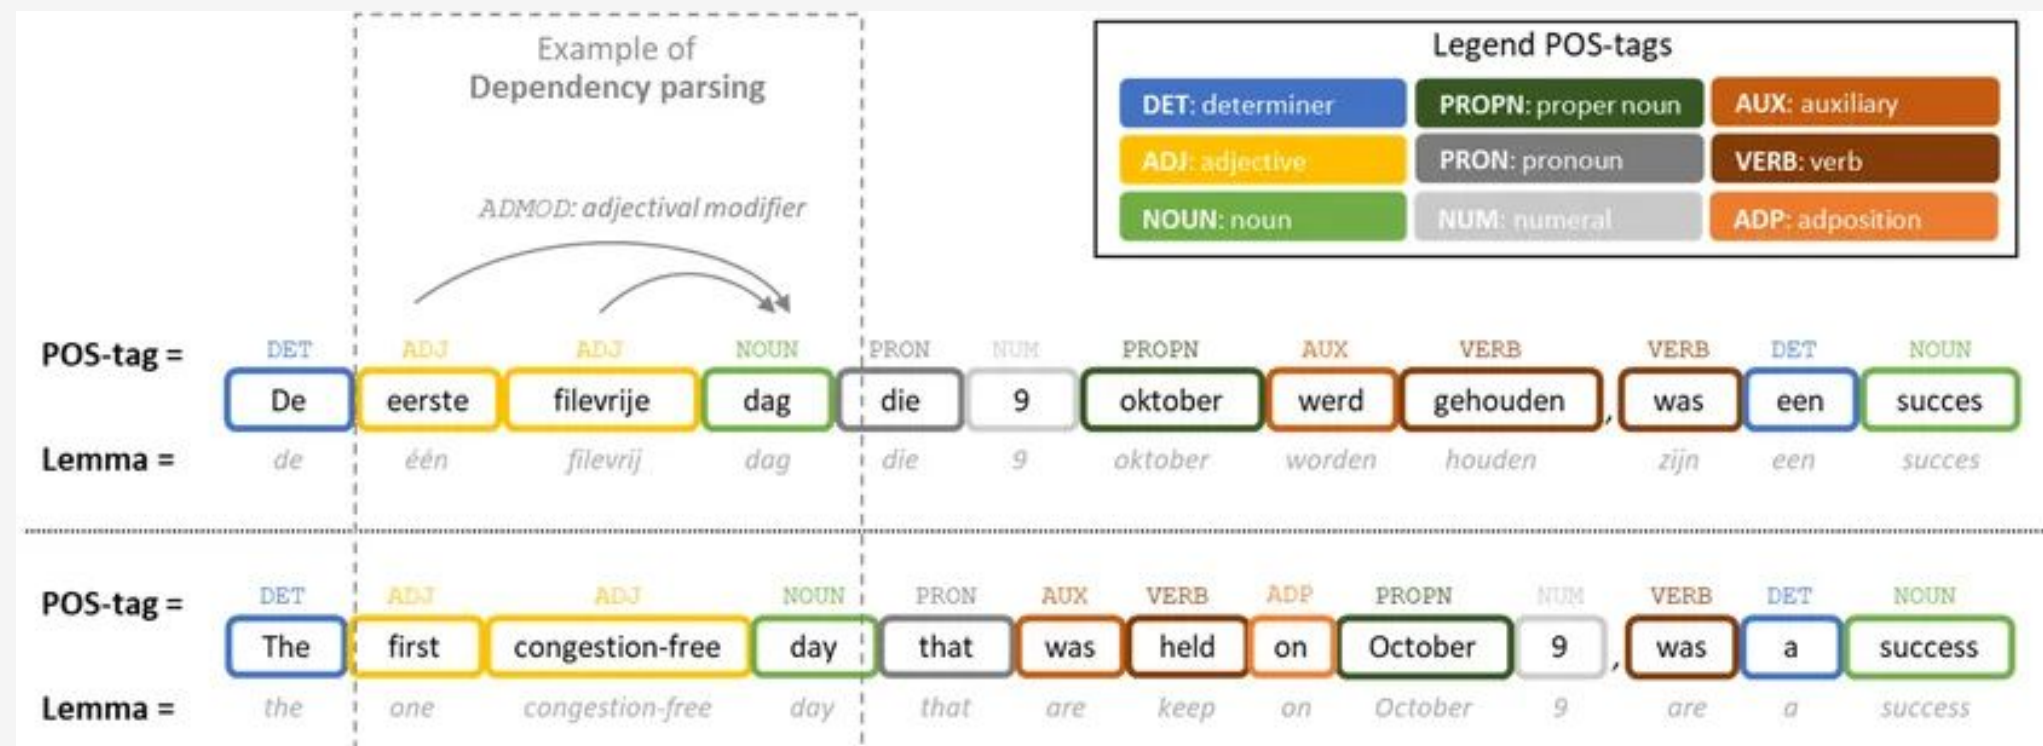 Example of
Dependency parsing
Legend POS-tags
DET: determiner PROPN: proper noun AUX: auxiliary
ADJ: adjective PRON: pronoun VERB: verb
NOUN: noun NUM: numeral ADP: adposition
ADMOD: adjectival modifier
POS-tag = DET ADJ ADJ NOUN PRON NUM PROPN AUX VERB VERB DET NOUN
De eerste filevrije dag die 9 oktober werd gehouden , was een succes
Lemma = de één filevrij dag die 9 oktober worden houden zijn een succes
POS-tag = DET ADJ ADJ NOUN PRON AUX VERB ADP PROPN NUM VERB DET NOUN
The first congestion-free day that was held on October 9 , was a success
Lemma = the one congestion-free day that are keep on October 9 are a success